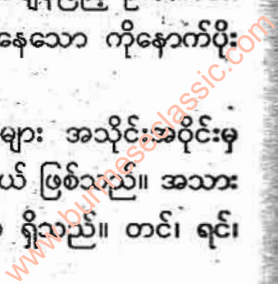 နေသော ကိုနောက်ပိုး
များ အသိုင်းအဝိုင်းမှ
ယ် ဖြစ်သည်။ အသား
ရှိသည်။ တင်၊ ရင်၊
www.burmeseclassic.com